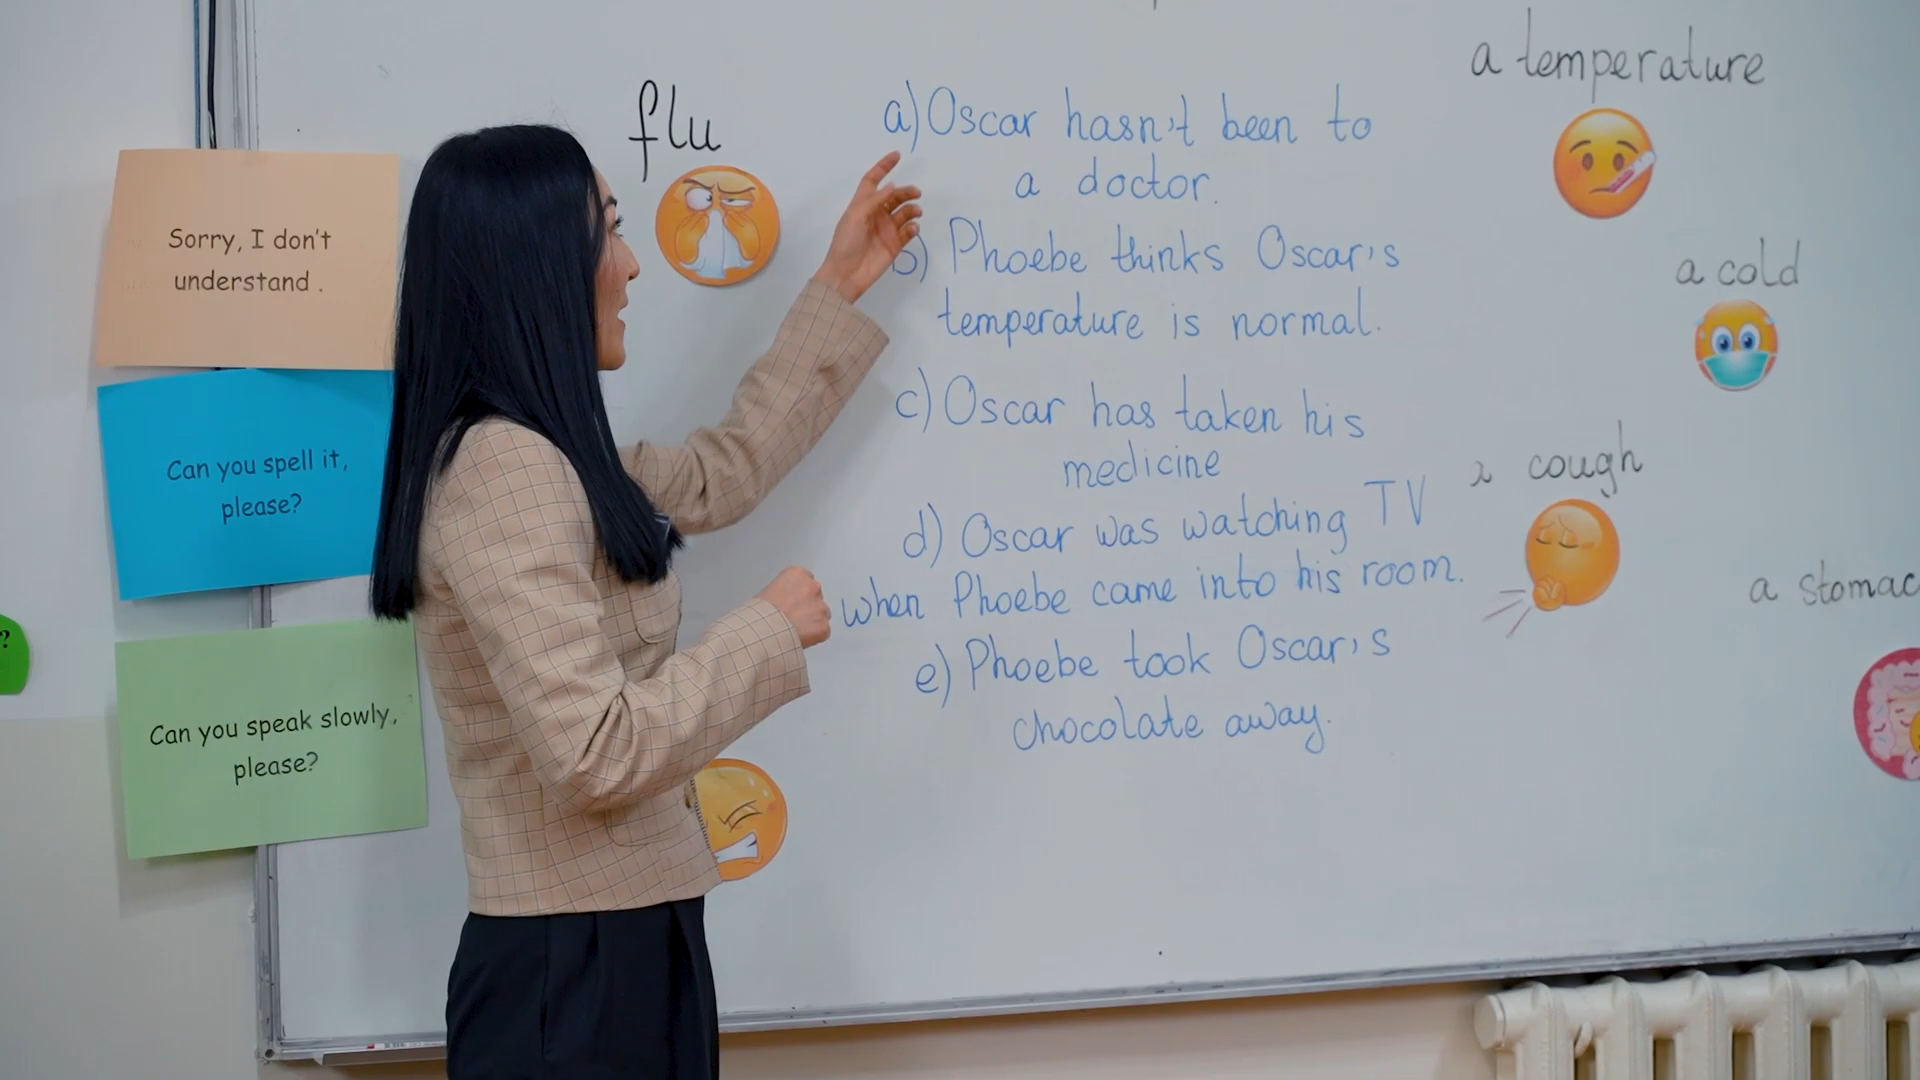 Sorry, I don't
understand .
Can you spell it,
please?
Can you speak slowly,
please?
?
flu
a) Oscar hasn't been to
a doctor.
b) Phoebe thinks Oscar's
temperature is normal.
c) Oscar has taken his
medicine
d) Oscar was watching TV
when Phoebe came into his room.
e) Phoebe took Oscar's
chocolate away.
a temperature
a cold
a cough
a